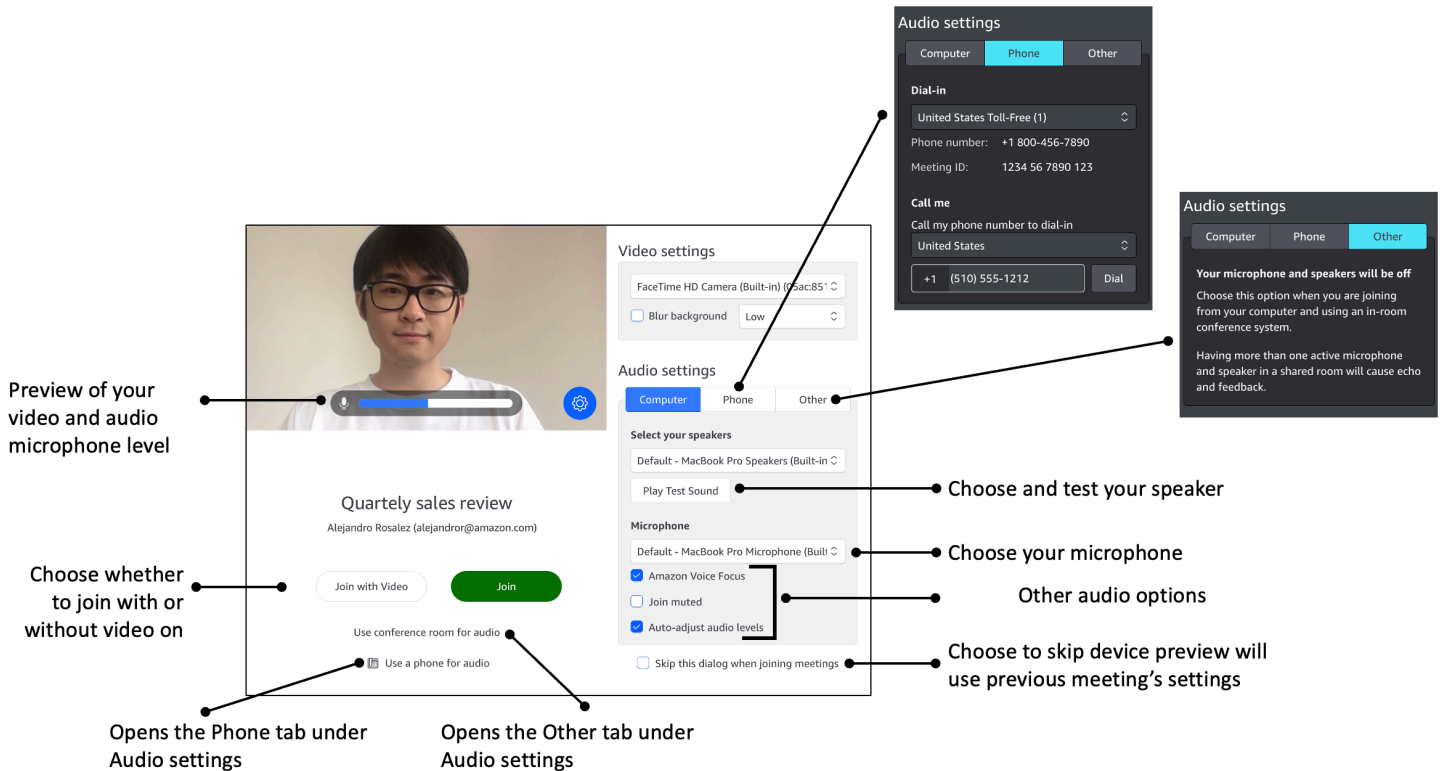 Audio settings
Computer
Phone
Other
Dial-in
United States Toll-Free (1)
Phone number: +1 800-456-7890
Meeting ID: 1234 56 7890 123
Call me
Call my phone number to dial-in
United States
+1 (510) 555-1212
Dial
Audio settings
Computer
Phone
Other
Your microphone and speakers will be off
Choose this option when you are joining
from your computer and using an in-room
conference system.
Having more than one active microphone
and speaker in a shared room will cause echo
and feedback.
Preview of your
video and audio
microphone level
Video settings
FaceTime HD Camera (Built-in) (05ac:851
Blur background
Low
Audio settings
Computer
Phone
Other
Select your speakers
Default - MacBook Pro Speakers (Built-in
Play Test Sound
Choose and test your speaker
Microphone
Default - MacBook Pro Microphone (Built
Choose your microphone
Amazon Voice Focus
Join muted
Auto-adjust audio levels
Other audio options
Skip this dialog when joining meetings
Choose to skip device preview will
use previous meeting's settings
Quartely sales review
Alejandro Rosalez (alejandror@amazon.com)
Choose whether
to join with or
without video on
Join with Video
Join
Use conference room for audio
Use a phone for audio
Opens the Phone tab under
Audio settings
Opens the Other tab under
Audio settings